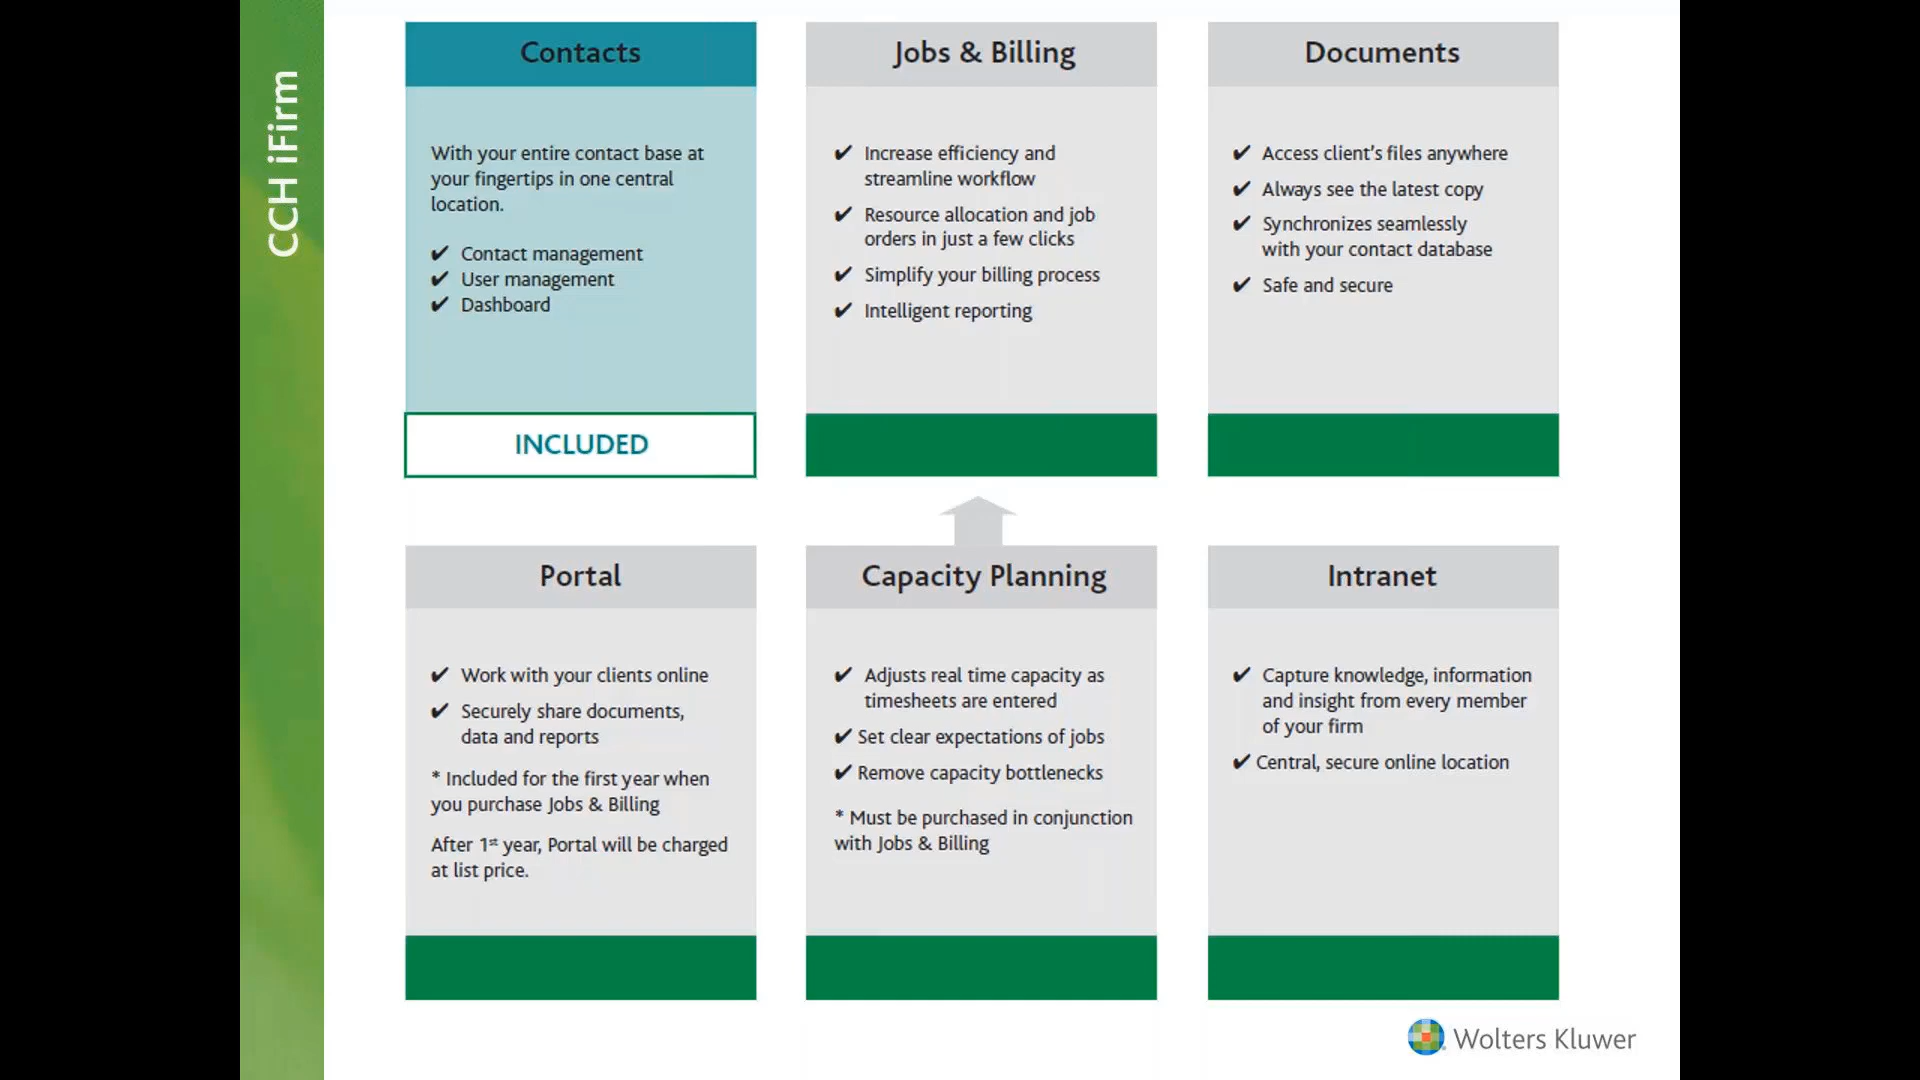 CCH iFirm
Contacts
With your entire contact base at
your fingertips in one central
location.
✔ Contact management
✔ User management
✔ Dashboard
INCLUDED
Jobs & Billing
✔ Increase efficiency and
streamline workflow
✔ Resource allocation and job
orders in just a few clicks
✔ Simplify your billing process
✔ Intelligent reporting
Documents
✔ Access client's files anywhere
✔ Always see the latest copy
✔ Synchronizes seamlessly
with your contact database
✔ Safe and secure
Portal
✔ Work with your clients online
✔ Securely share documents,
data and reports
* Included for the first year when
you purchase Jobs & Billing
After 1st year, Portal will be charged
at list price.
Capacity Planning
✔ Adjusts real time capacity as
timesheets are entered
✔ Set clear expectations of jobs
✔ Remove capacity bottlenecks
* Must be purchased in conjunction
with Jobs & Billing
Intranet
✔ Capture knowledge, information
and insight from every member
of your firm
✔ Central, secure online location
Wolters Kluwer